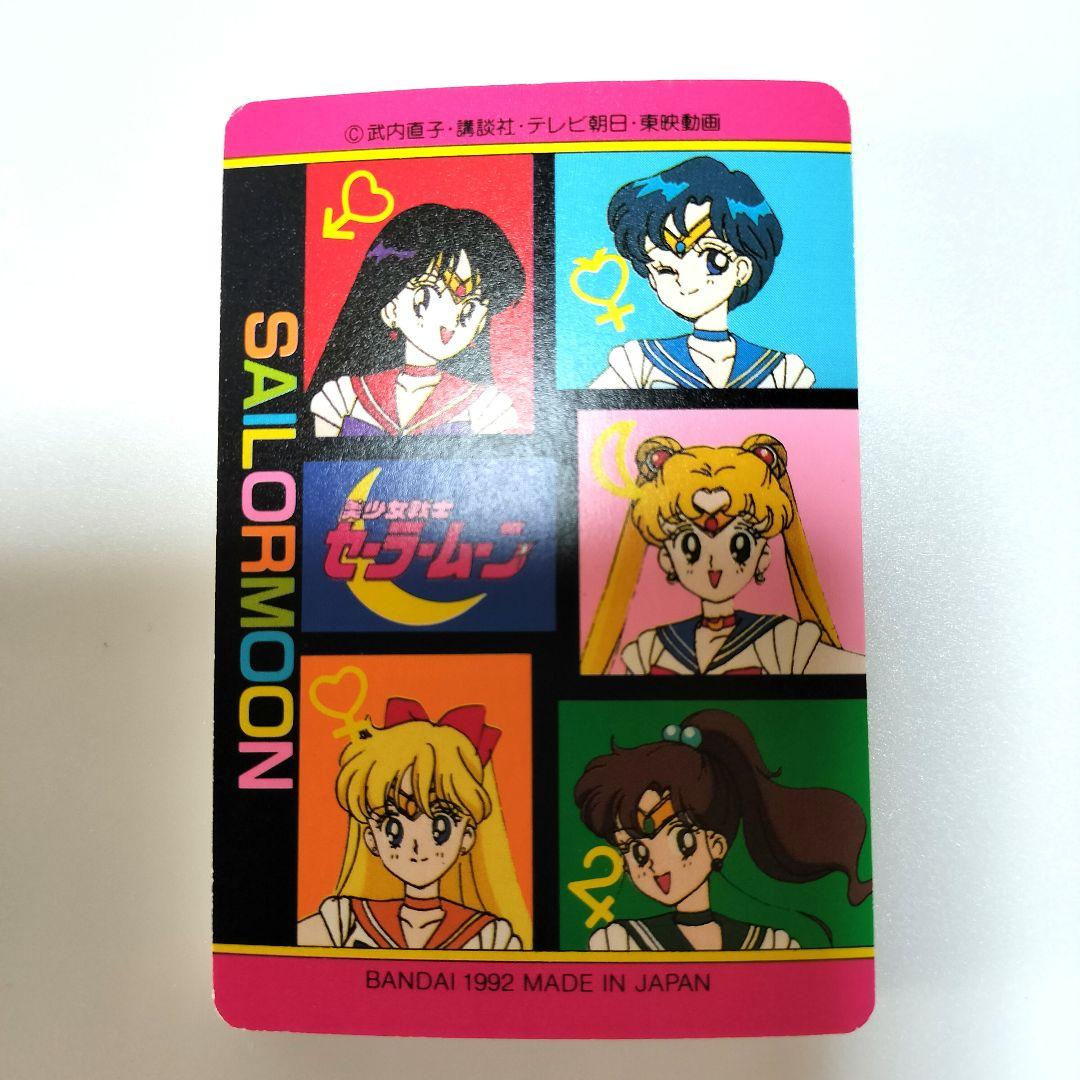 ©武内直子・講談社・テレビ朝日・東映動画
SAILORMOON
美少女戦士
セーラームーン
BANDAI 1992 MADE IN JAPAN